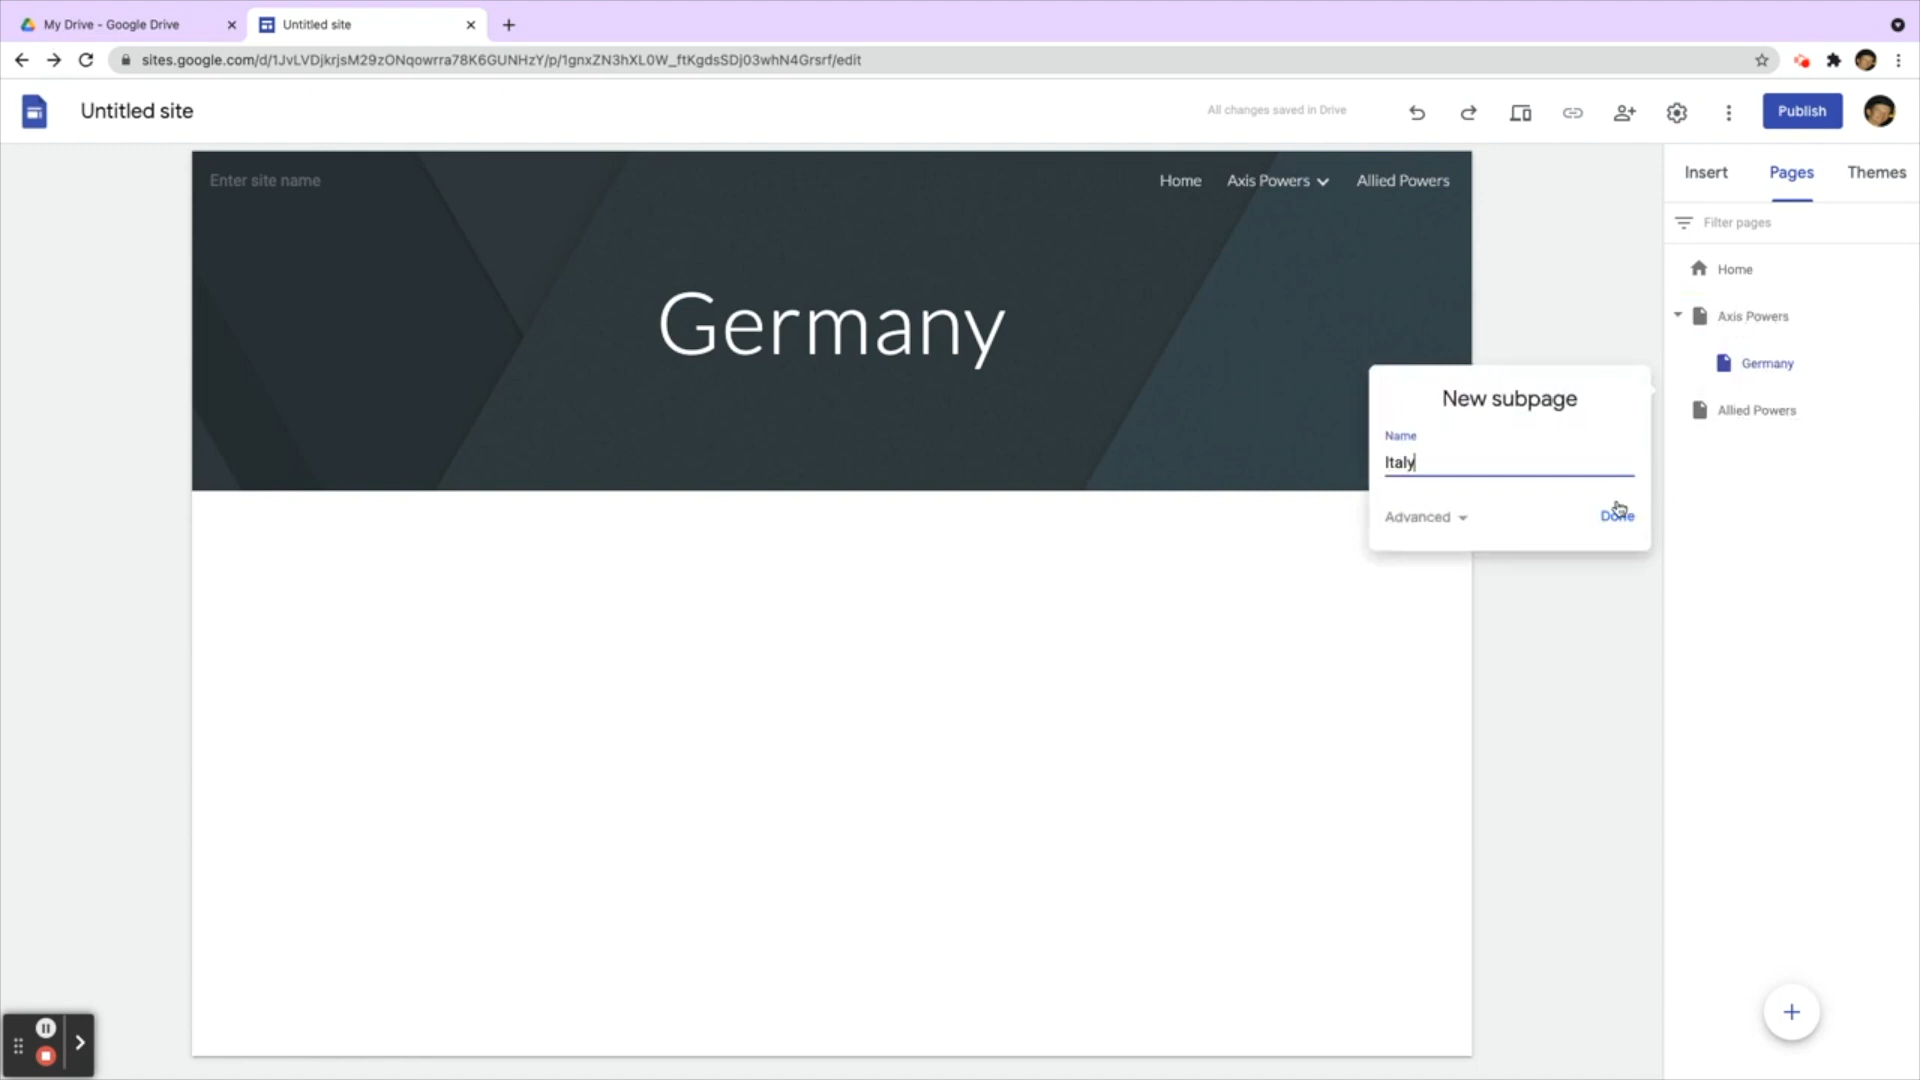 My Drive - Google Drive
Untitled site
sites.google.com/d/1JvLVDjkrjsM29zONqowrra78K6GUNHzY/p/1gnxZN3hXL0W_ftKgdsSDj03whN4Grsrf/edit
Untitled site
All changes saved in Drive
Publish
Enter site name
Home
Axis Powers
Allied Powers
Insert
Pages
Themes
Filter pages
Home
Axis Powers
Germany
Allied Powers
Germany
New subpage
Name
Italy
Advanced
Done